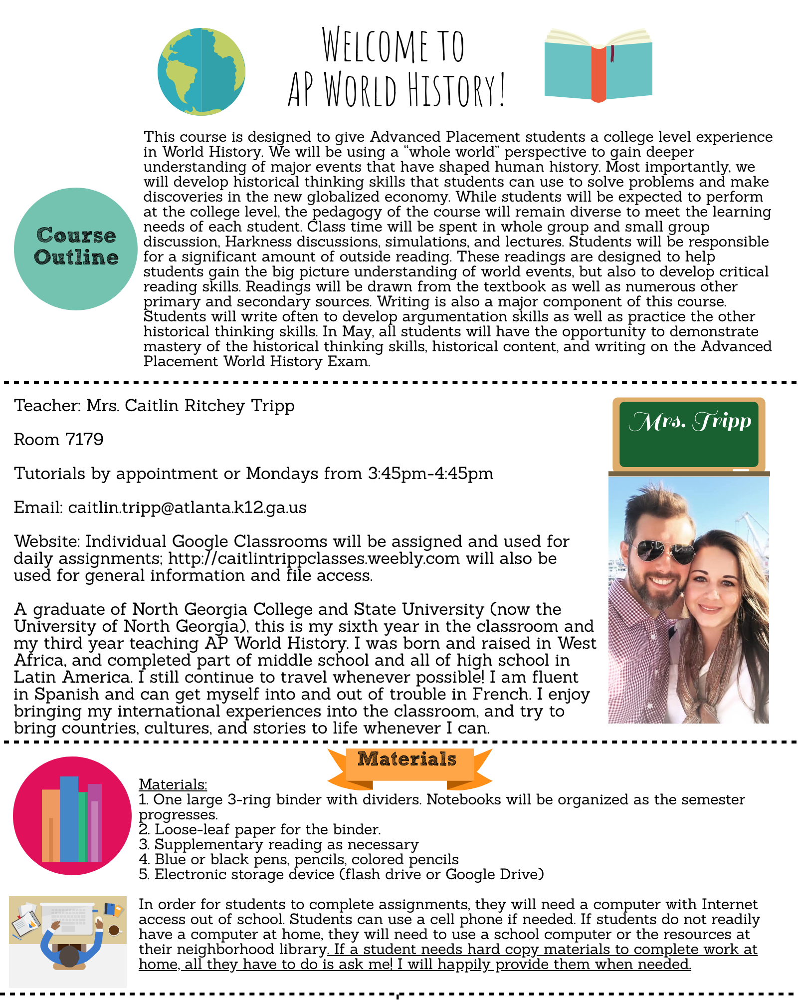 Welcome to
AP World History!
This course is designed to give Advanced Placement students a college level experience
in World History. We will be using a “whole world” perspective to gain deeper
understanding of major events that have shaped human history. Most importantly, we
will develop historical thinking skills that students can use to solve problems and make
discoveries in the new globalized economy. While students will be expected to perform
at the college level, the pedagogy of the course will remain diverse to meet the learning
needs of each student. Class time will be spent in whole group and small group
discussion, Harkness discussions, simulations, and lectures. Students will be responsible
for a significant amount of outside reading. These readings are designed to help
students gain the big picture understanding of world events, but also to develop critical
reading skills. Readings will be drawn from the textbook as well as numerous other
primary and secondary sources. Writing is also a major component of this course.
Students will write often to develop argumentation skills as well as practice the other
historical thinking skills. In May, all students will have the opportunity to demonstrate
mastery of the historical thinking skills, historical content, and writing on the Advanced
Placement World History Exam.
Course
Outline
Teacher: Mrs. Caitlin Ritchey Tripp
Room 7179
Tutorials by appointment or Mondays from 3:45pm-4:45pm
Email: caitlin.tripp@atlanta.k12.ga.us
Website: Individual Google Classrooms will be assigned and used for
daily assignments; http://caitlintrippclasses.weebly.com will also be
used for general information and file access.
A graduate of North Georgia College and State University (now the
University of North Georgia), this is my sixth year in the classroom and
my third year teaching AP World History. I was born and raised in West
Africa, and completed part of middle school and all of high school in
Latin America. I still continue to travel whenever possible! I am fluent
in Spanish and can get myself into and out of trouble in French. I enjoy
bringing my international experiences into the classroom, and try to
bring countries, cultures, and stories to life whenever I can.
Mrs. Tripp
Materials
Materials:
1. One large 3-ring binder with dividers. Notebooks will be organized as the semester
progresses.
2. Loose-leaf paper for the binder.
3. Supplementary reading as necessary
4. Blue or black pens, pencils, colored pencils
5. Electronic storage device (flash drive or Google Drive)
In order for students to complete assignments, they will need a computer with Internet
access out of school. Students can use a cell phone if needed. If students do not readily
have a computer at home, they will need to use a school computer or the resources at
their neighborhood library. If a student needs hard copy materials to complete work at
home, all they have to do is ask me! I will happily provide them when needed.